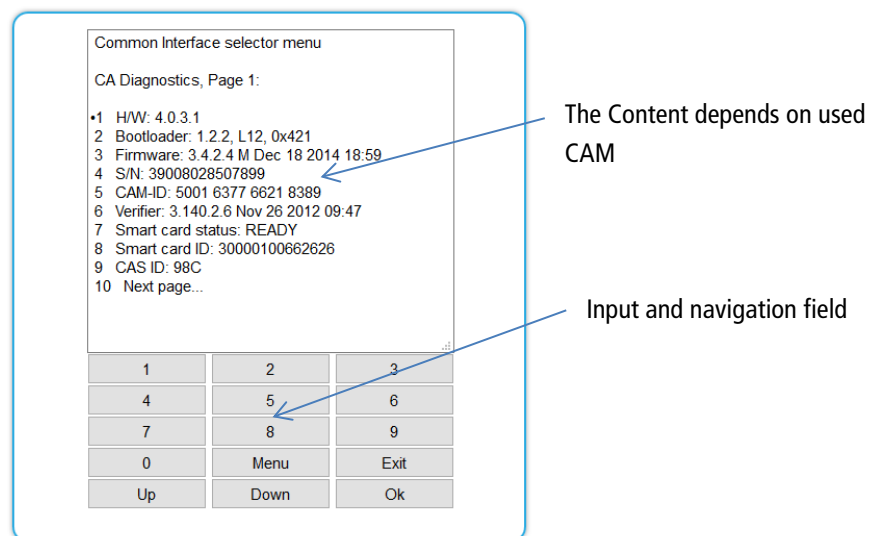 Common Interface selector menu
CA Diagnostics, Page 1:
•1 H/W: 4.0.3.1
2 Bootloader: 1.2.2, L12, 0x421
3 Firmware: 3.4.2.4 M Dec 18 2014 18:59
4 S/N: 39008028507899
5 CAM-ID: 5001 6377 6621 8389
6 Verifier: 3.140.2.6 Nov 26 2012 09:47
7 Smart card status: READY
8 Smart card ID: 30000100662626
9 CAS ID: 98C
10 Next page...
The Content depends on used
CAM
Input and navigation field
1 2 3
4 5 6
7 8 9
0 Menu Exit
Up Down Ok